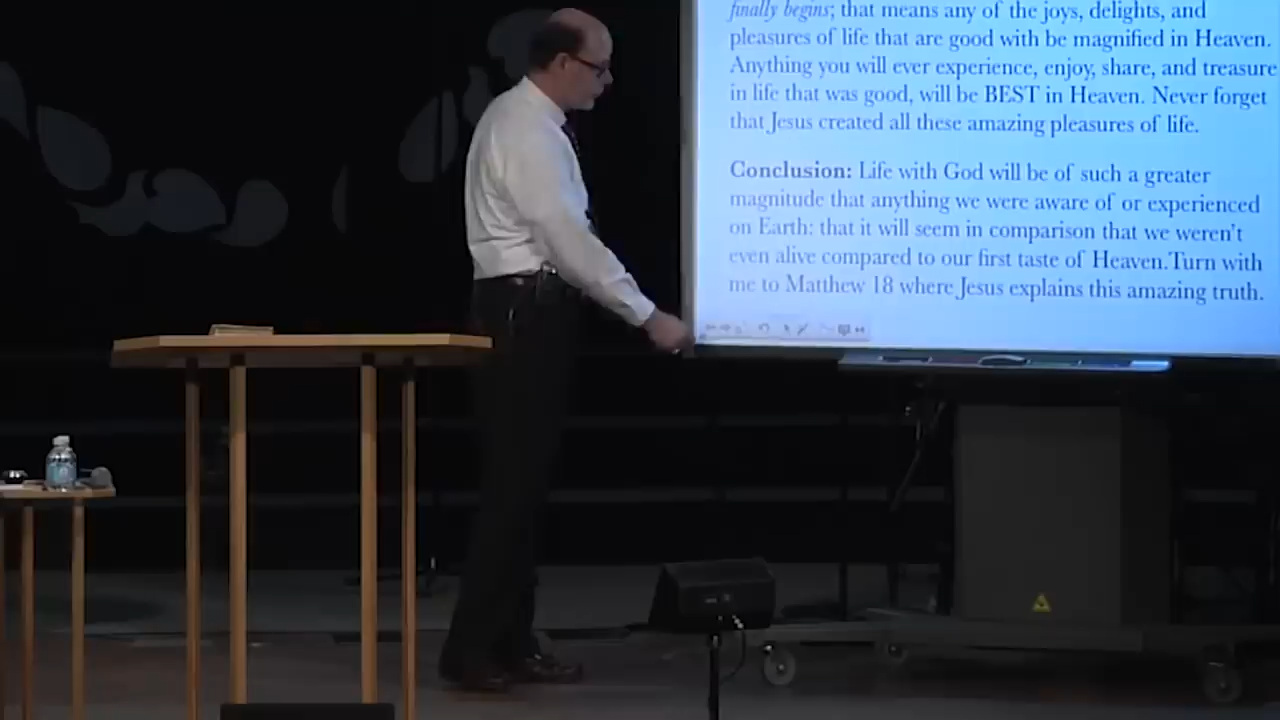 finally begins; that means any of the joys, delights, and
pleasures of life that are good with be magnified in Heaven.
Anything you will ever experience, enjoy, share, and treasure
in life that was good, will be BEST in Heaven. Never forget
that Jesus created all these amazing pleasures of life.
Conclusion: Life with God will be of such a greater
magnitude that anything we were aware of or experienced
on Earth: that it will seem in comparison that we weren't
even alive compared to our first taste of Heaven.Turn with
me to Matthew 18 where Jesus explains this amazing truth.